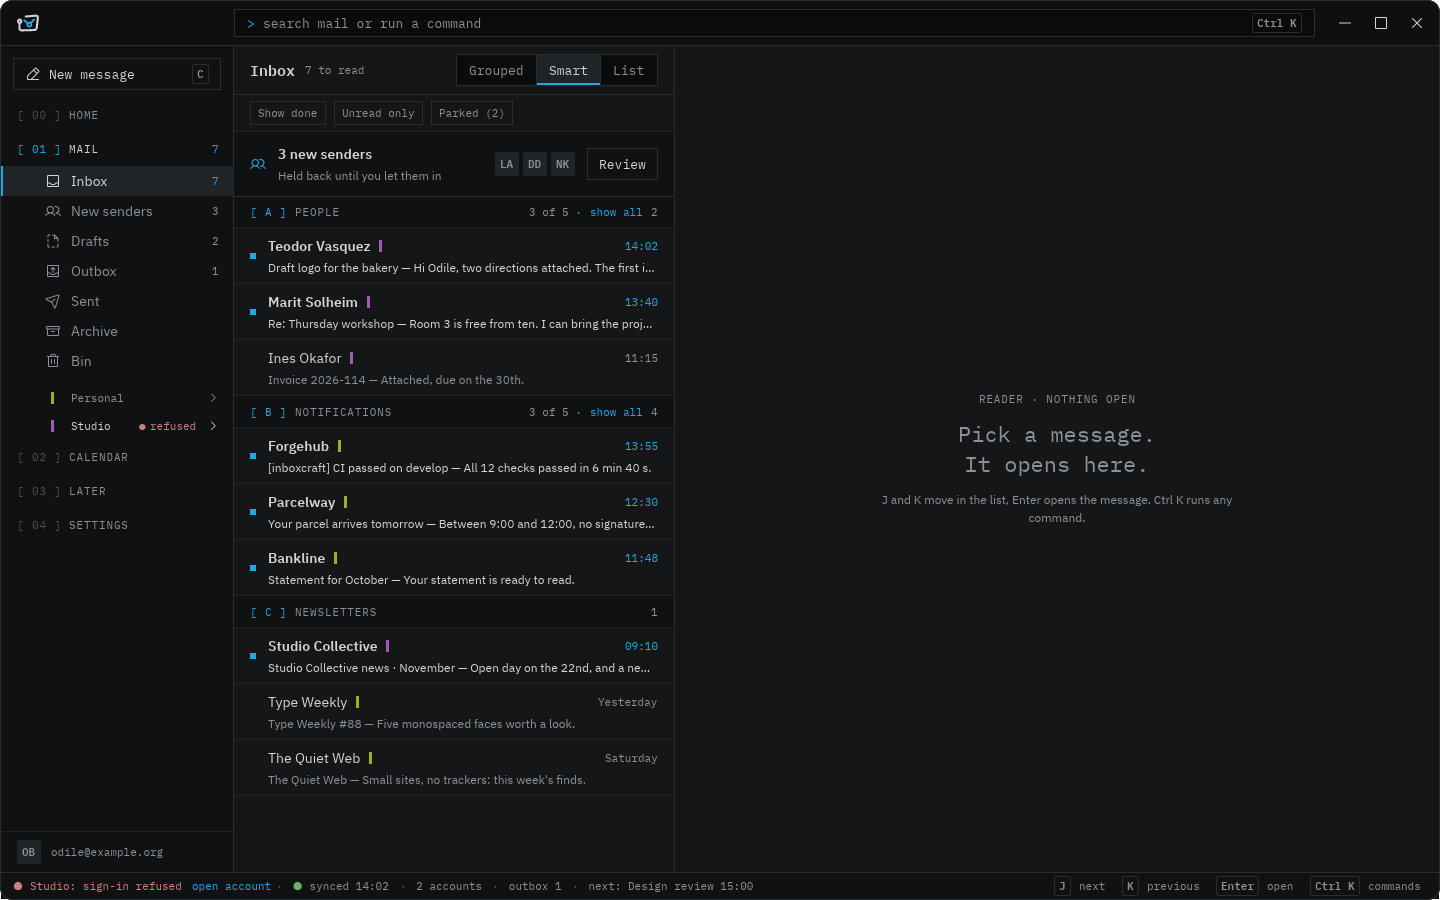 > search mail or run a command Ctrl K
New message C
[ 00 ] HOME
[ 01 ] MAIL 7
Inbox 7
New senders 3
Drafts 2
Outbox 1
Sent
Archive
Bin
Personal
Studio refused
[ 02 ] CALENDAR
[ 03 ] LATER
[ 04 ] SETTINGS
OB odile@example.org
Inbox 7 to read Grouped Smart List
Show done Unread only Parked (2)
3 new senders
Held back until you let them in
LA DD NK Review
[ A ] PEOPLE 3 of 5 · show all 2
Teodor Vasquez 14:02
Draft logo for the bakery — Hi Odile, two directions attached. The first i…
Marit Solheim 13:40
Re: Thursday workshop — Room 3 is free from ten. I can bring the proj…
Ines Okafor 11:15
Invoice 2026-114 — Attached, due on the 30th.
[ B ] NOTIFICATIONS 3 of 5 · show all 4
Forgehub 13:55
[inboxcraft] CI passed on develop — All 12 checks passed in 6 min 40 s.
Parcelway 12:30
Your parcel arrives tomorrow — Between 9:00 and 12:00, no signature…
Bankline 11:48
Statement for October — Your statement is ready to read.
[ C ] NEWSLETTERS 1
Studio Collective 09:10
Studio Collective news · November — Open day on the 22nd, and a ne…
Type Weekly Yesterday
Type Weekly #88 — Five monospaced faces worth a look.
The Quiet Web Saturday
The Quiet Web — Small sites, no trackers: this week's finds.
READER · NOTHING OPEN
Pick a message.
It opens here.
J and K move in the list, Enter opens the message. Ctrl K runs any
command.
Studio: sign-in refused open account · synced 14:02 · 2 accounts · outbox 1 · next: Design review 15:00
J next K previous Enter open Ctrl K commands